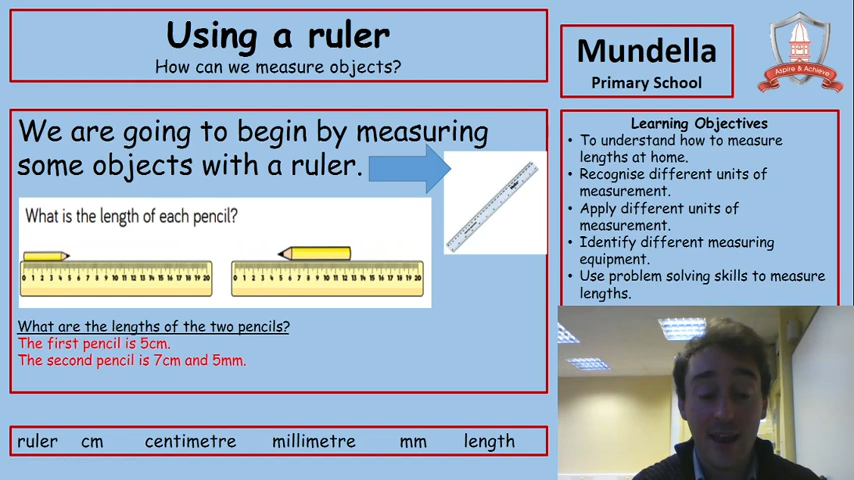 Using a ruler
How can we measure objects?
Mundella
Primary School
Aspire & Achieve
We are going to begin by measuring
some objects with a ruler.
What is the length of each pencil?
0 1 2 3 4 5 6 7 8 9 10 11 12 13 14 15 16 17 18 19 20
0 1 2 3 4 5 6 7 8 9 10 11 12 13 14 15 16 17 18 19 20
What are the lengths of the two pencils?
The first pencil is 5cm.
The second pencil is 7cm and 5mm.
Learning Objectives
• To understand how to measure
lengths at home.
• Recognise different units of
measurement.
• Apply different units of
measurement.
• Identify different measuring
equipment.
• Use problem solving skills to measure
lengths.
ruler cm centimetre millimetre mm length